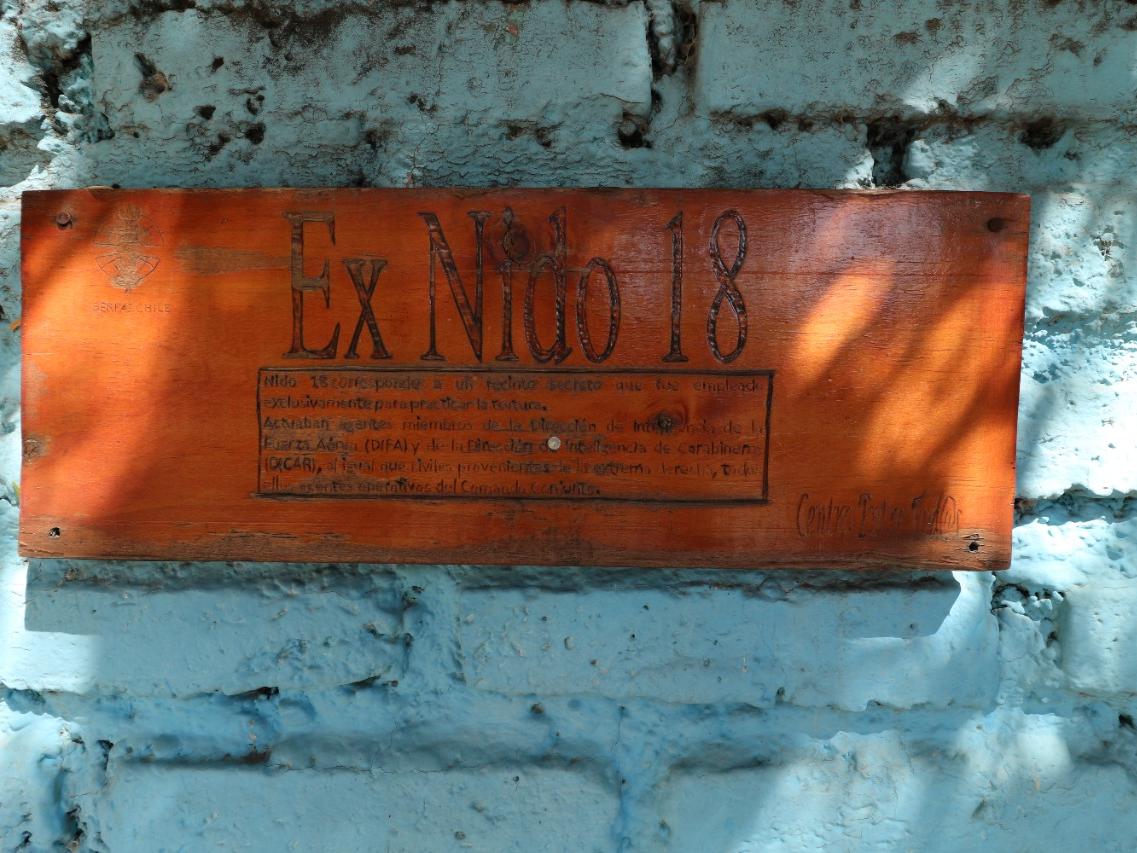 Ex Nido 18
SERPAJ CHILE
Nido 18 corresponde a un recinto secreto que fue empleado
exclusivamente para practicar la tortura.
Actuaban agentes miembros de la Dirección de Inteligencia de la
Fuerza Aérea (DIFA) y de la Dirección de Inteligencia de Carabineros
(DICAR), al igual que civiles provenientes de la extrema derecha, todos
ellos agentes operativos del Comando Conjunto.
Centro